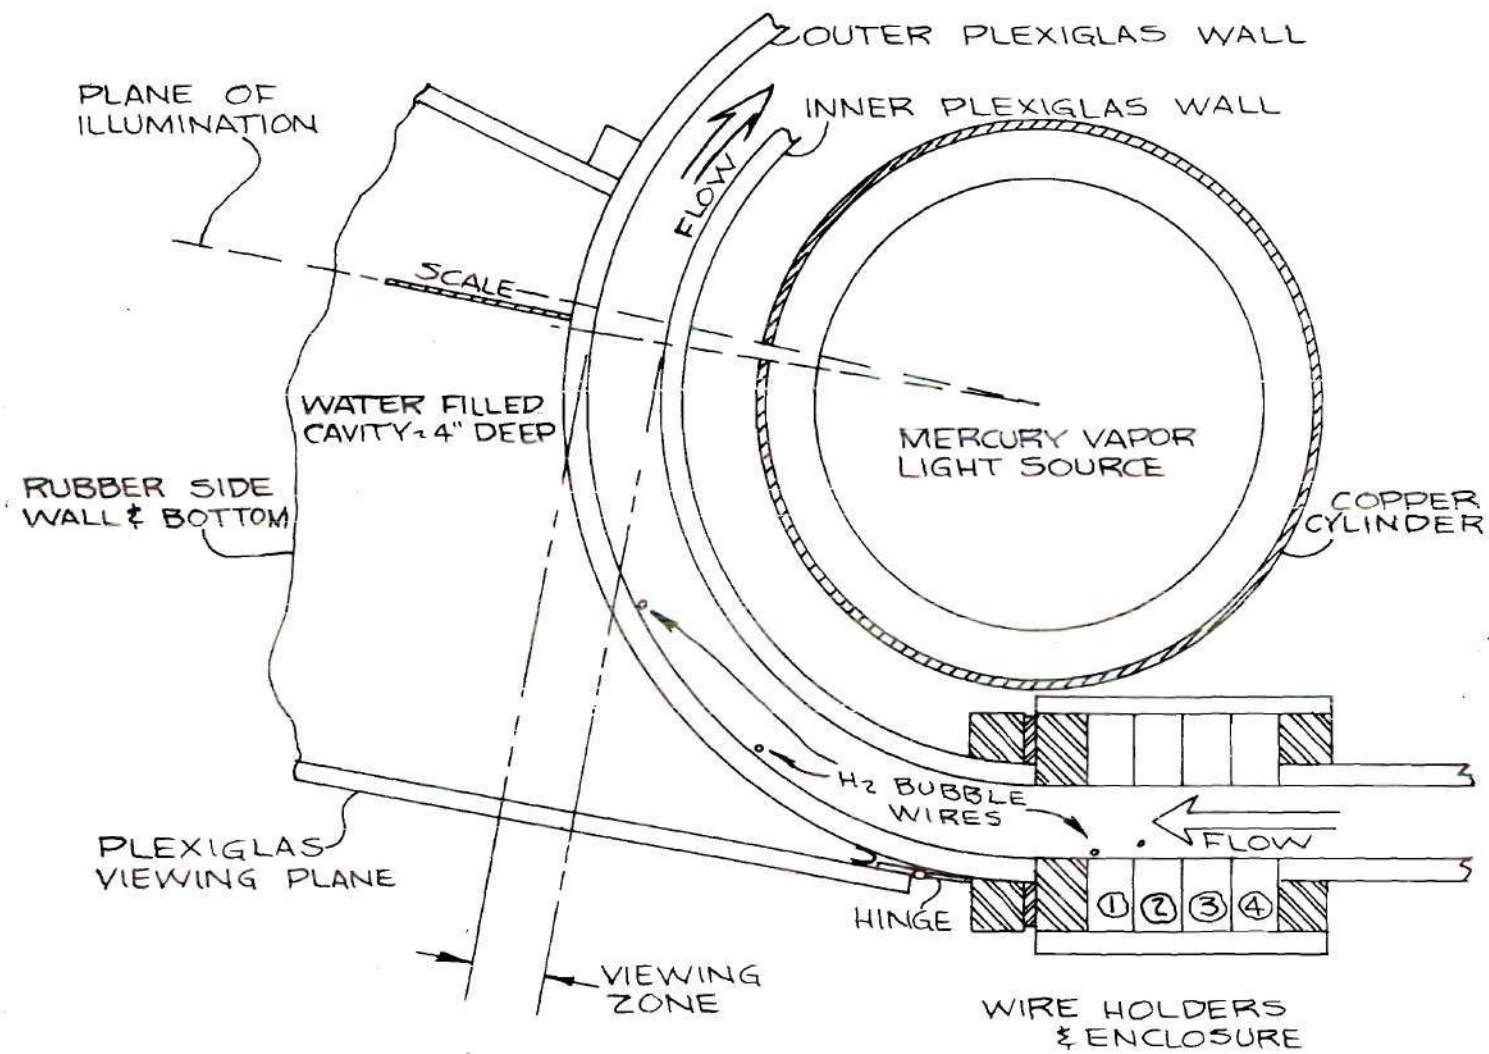 OUTER PLEXIGLAS WALL
PLANE OF
ILLUMINATION
INNER PLEXIGLAS WALL
FLOW
SCALE
WATER FILLED
CAVITY ~ 4" DEEP
MERCURY VAPOR
LIGHT SOURCE
RUBBER SIDE
WALL & BOTTOM
COPPER
CYLINDER
H2 BUBBLE
WIRES
FLOW
PLEXIGLAS
VIEWING PLANE
HINGE
1 2 3 4
VIEWING
ZONE
WIRE HOLDERS
& ENCLOSURE